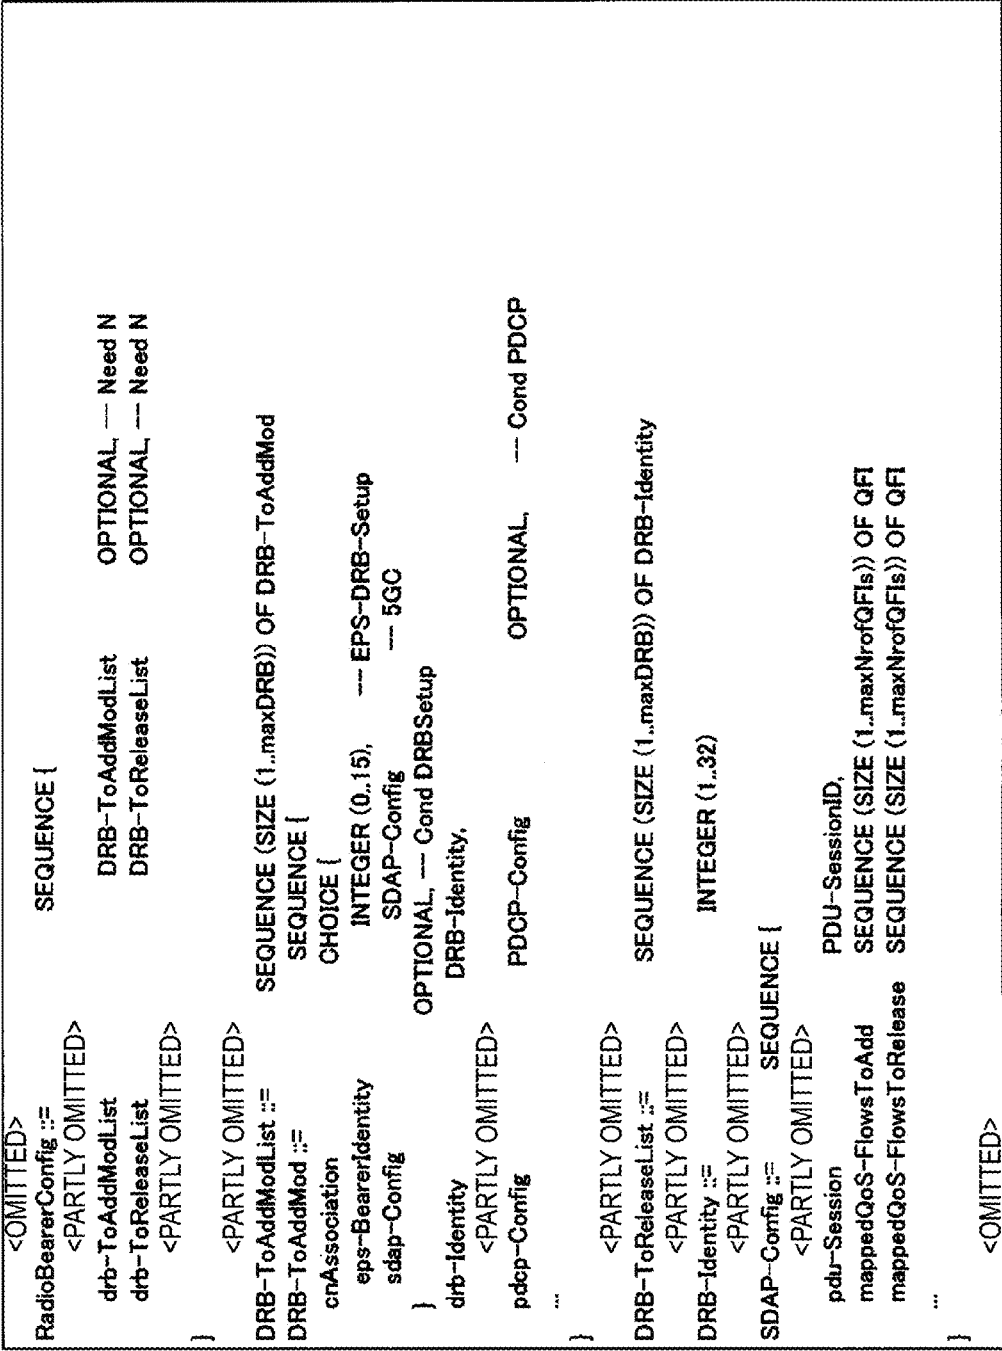 <OMITTED>
RadioBearerConfig ::= SEQUENCE {
<PARTLY OMITTED>
drb-ToAddModList DRB-ToAddModList OPTIONAL, -- Need N
drb-ToReleaseList DRB-ToReleaseList OPTIONAL, -- Need N
<PARTLY OMITTED>
}
<PARTLY OMITTED>
DRB-ToAddModList ::= SEQUENCE (SIZE (1..maxDRB)) OF DRB-ToAddMod
DRB-ToAddMod ::= SEQUENCE {
cnAssociation CHOICE {
eps-BearerIdentity INTEGER (0..15), -- EPS-DRB-Setup
sdap-Config SDAP-Config -- 5GC
} OPTIONAL, -- Cond DRBSetup
drb-Identity DRB-Identity,
<PARTLY OMITTED>
pdcp-Config PDCP-Config OPTIONAL, -- Cond PDCP
...
}
<PARTLY OMITTED>
DRB-ToReleaseList ::= SEQUENCE (SIZE (1..maxDRB)) OF DRB-Identity
<PARTLY OMITTED>
DRB-Identity ::= INTEGER (1..32)
<PARTLY OMITTED>
SDAP-Config ::= SEQUENCE {
<PARTLY OMITTED>
pdu-Session PDU-SessionID,
mappedQoS-FlowsToAdd SEQUENCE (SIZE (1..maxNrofQFIs)) OF QFI
mappedQoS-FlowsToRelease SEQUENCE (SIZE (1..maxNrofQFIs)) OF QFI
...
}
<OMITTED>